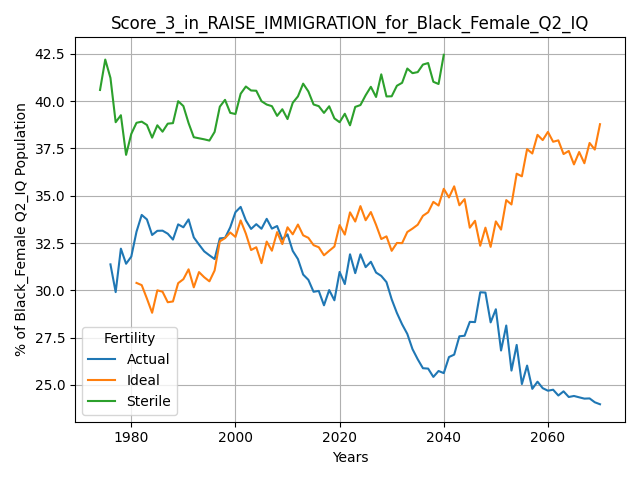 Score_3_in_RAISE_IMMIGRATION_for_Black_Female_Q2_IQ
% of Black_Female Q2_IQ Population
42.5
40.0
37.5
35.0
32.5
30.0
27.5
25.0
Fertility
Actual
Ideal
Sterile
1980
2000
2020
2040
2060
Years